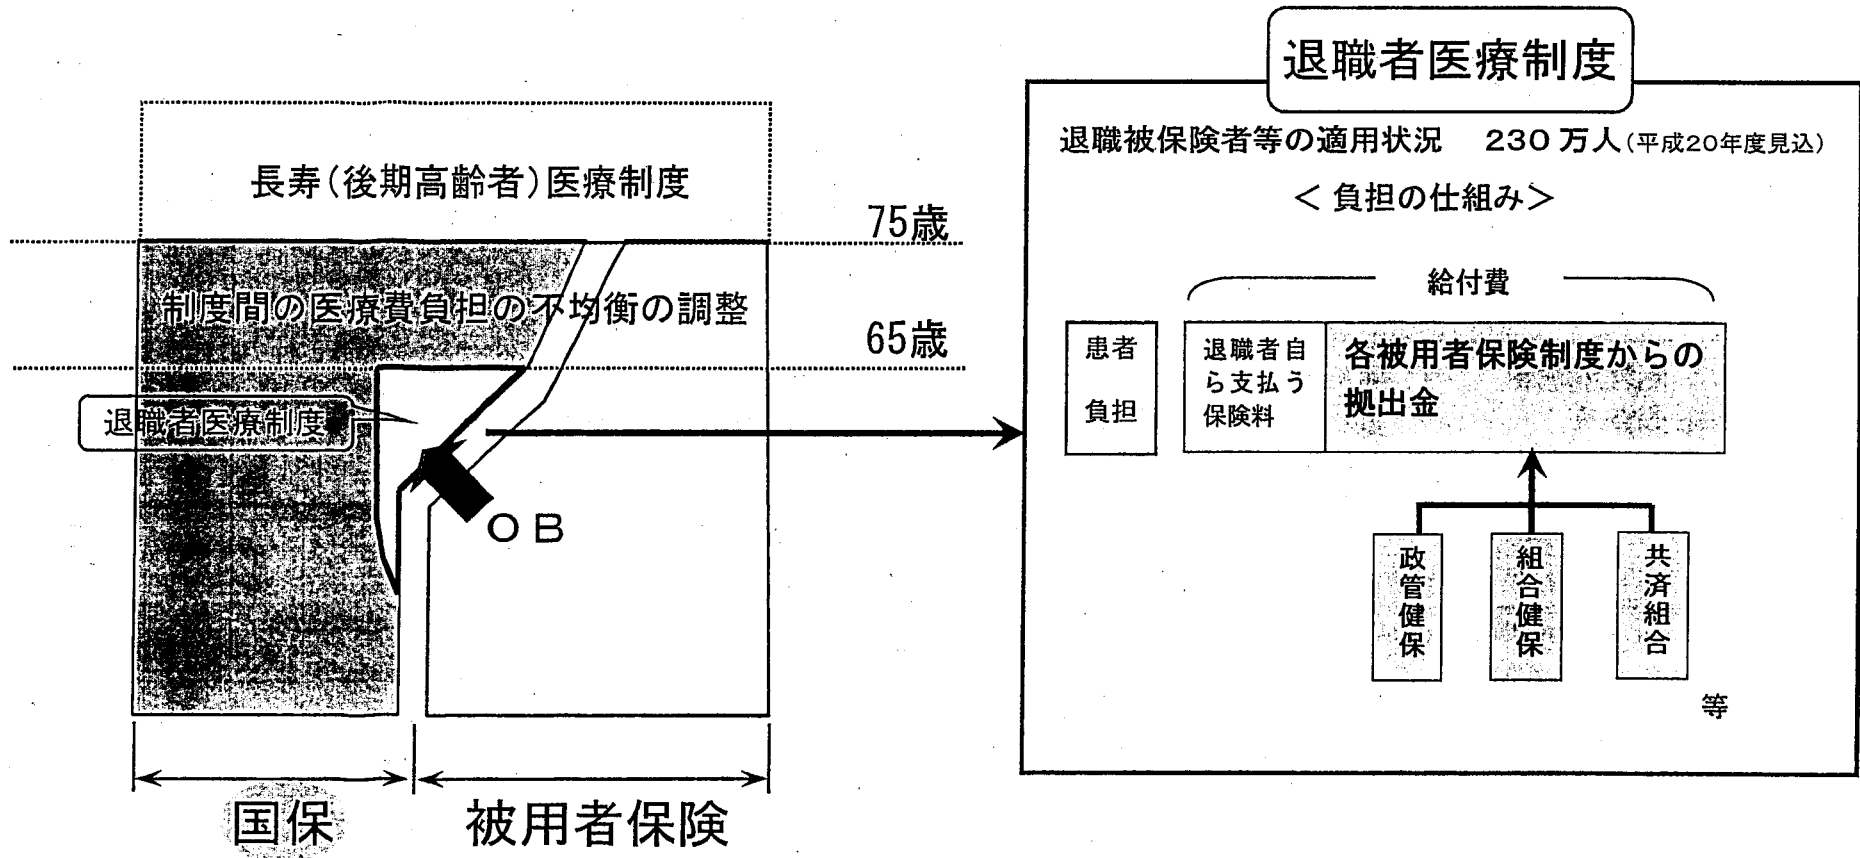 長寿(後期高齢者)医療制度
75歳
制度間の医療費負担の不均衡の調整
65歳
退職者医療制度
OB
国保
被用者保険
退職者医療制度
退職被保険者等の適用状況 230万人(平成20年度見込)
<負担の仕組み>
給付費
患者
負担
退職者自
ら支払う
保険料
各被用者保険制度からの
拠出金
政管健保
組合健保
共済組合
等